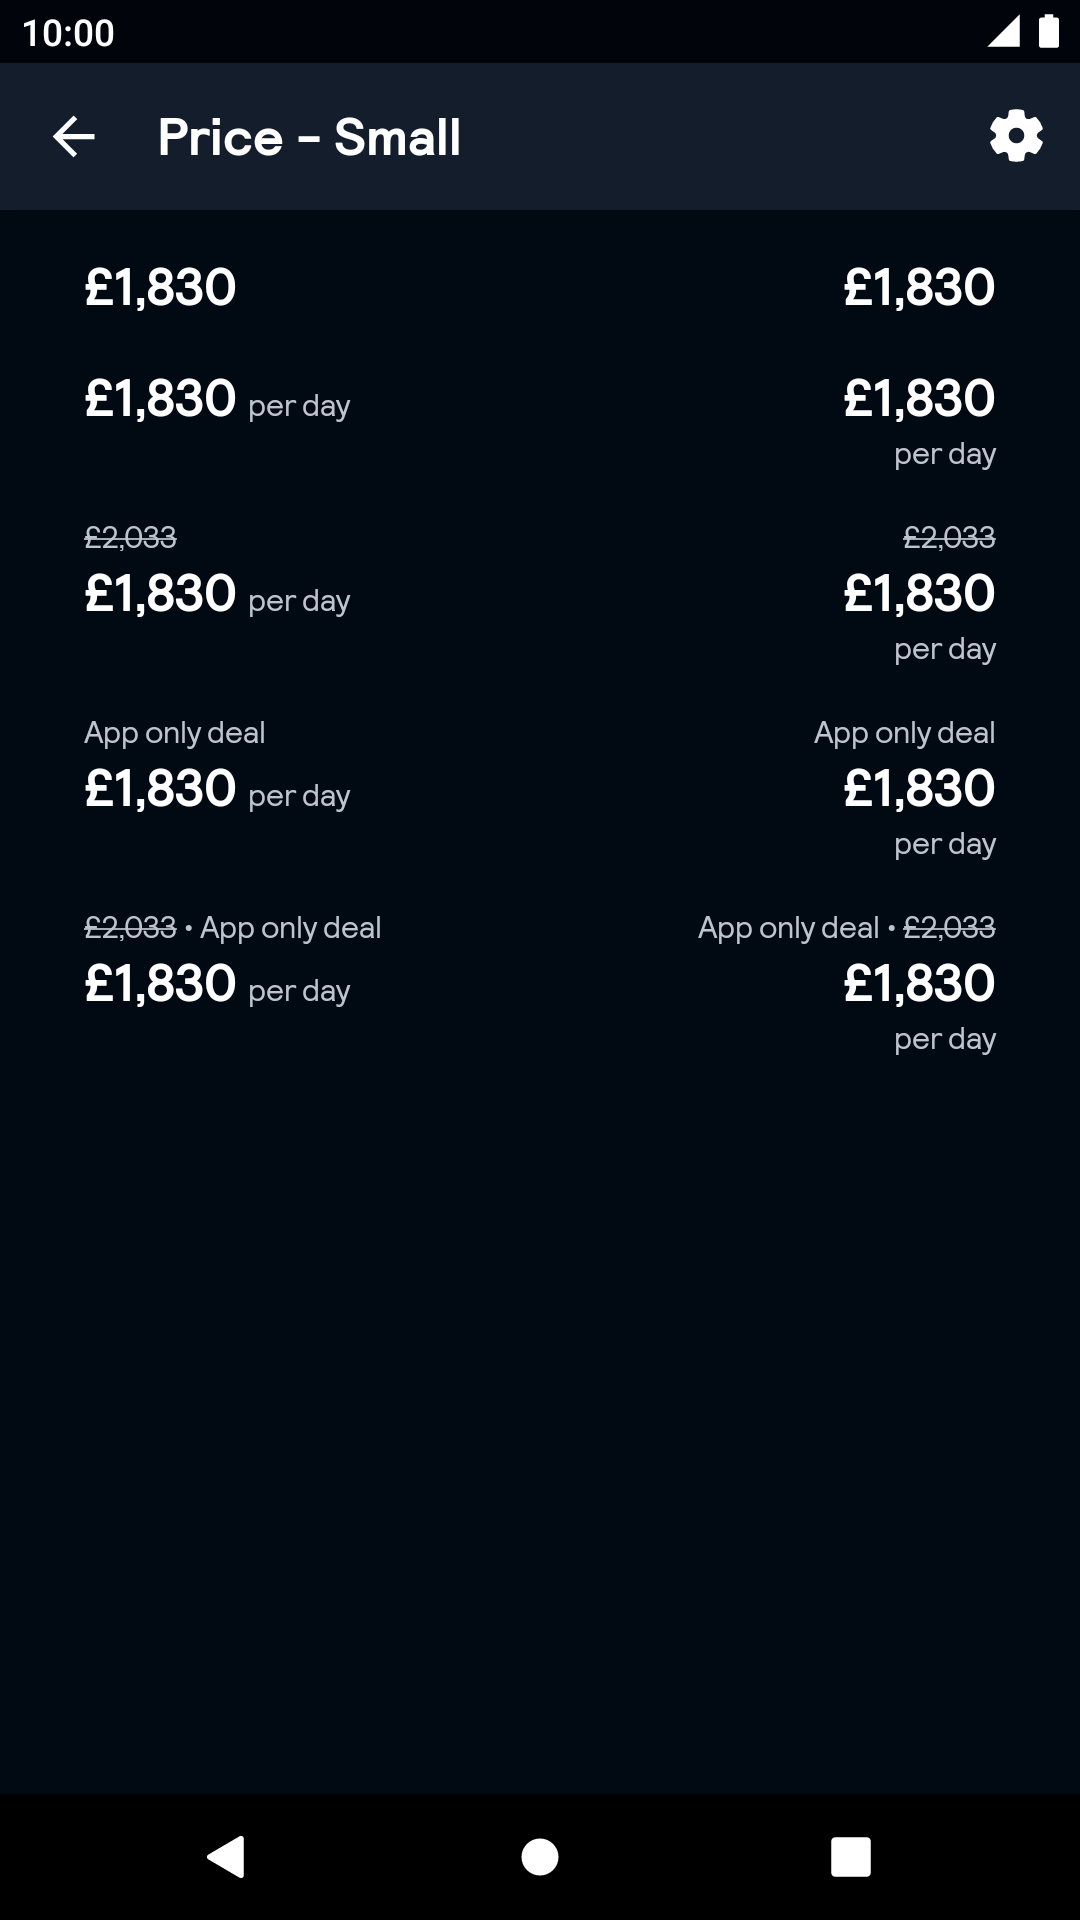 10:00
Price - Small
£1,830 £1,830
£1,830 per day £1,830
per day
£2,033 £2,033
£1,830 per day £1,830
per day
App only deal App only deal
£1,830 per day £1,830
per day
£2,033 • App only deal App only deal • £2,033
£1,830 per day £1,830
per day